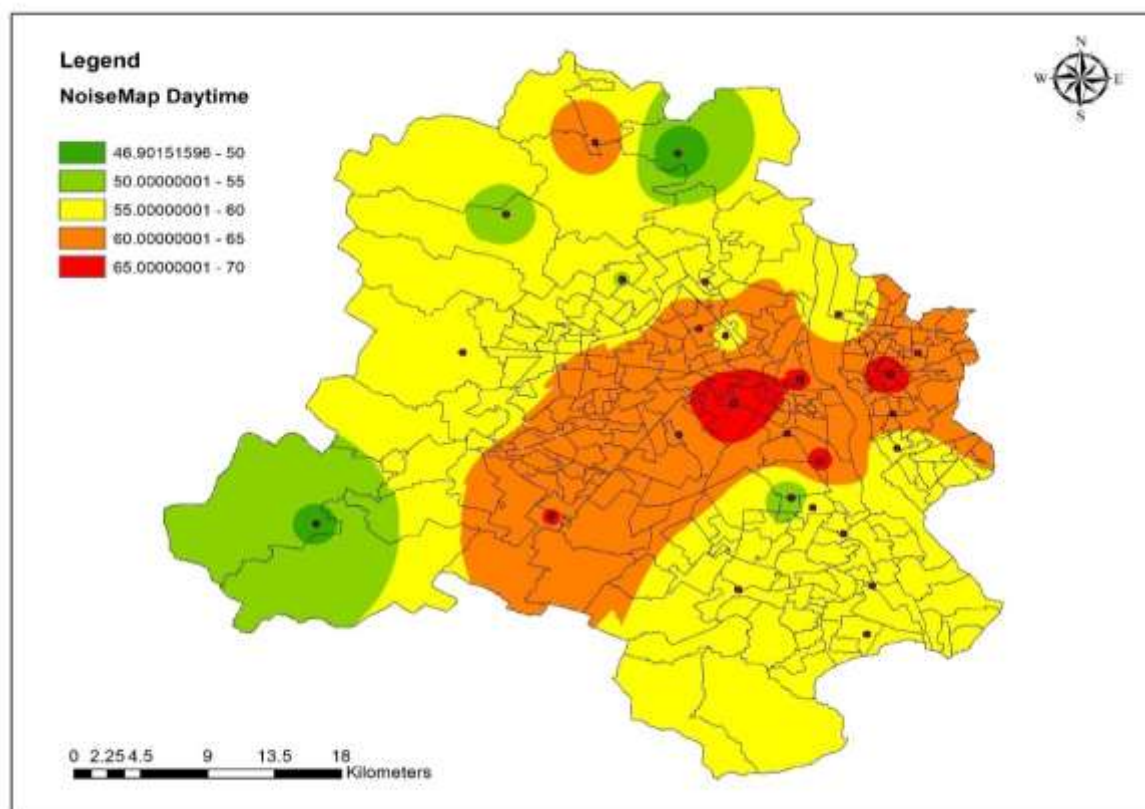 Legend
NoiseMap Daytime
46.90151596 - 50
50.00000001 - 55
55.00000001 - 60
60.00000001 - 65
65.00000001 - 70
N
W E
S
0 2.25 4.5 9 13.5 18
Kilometers